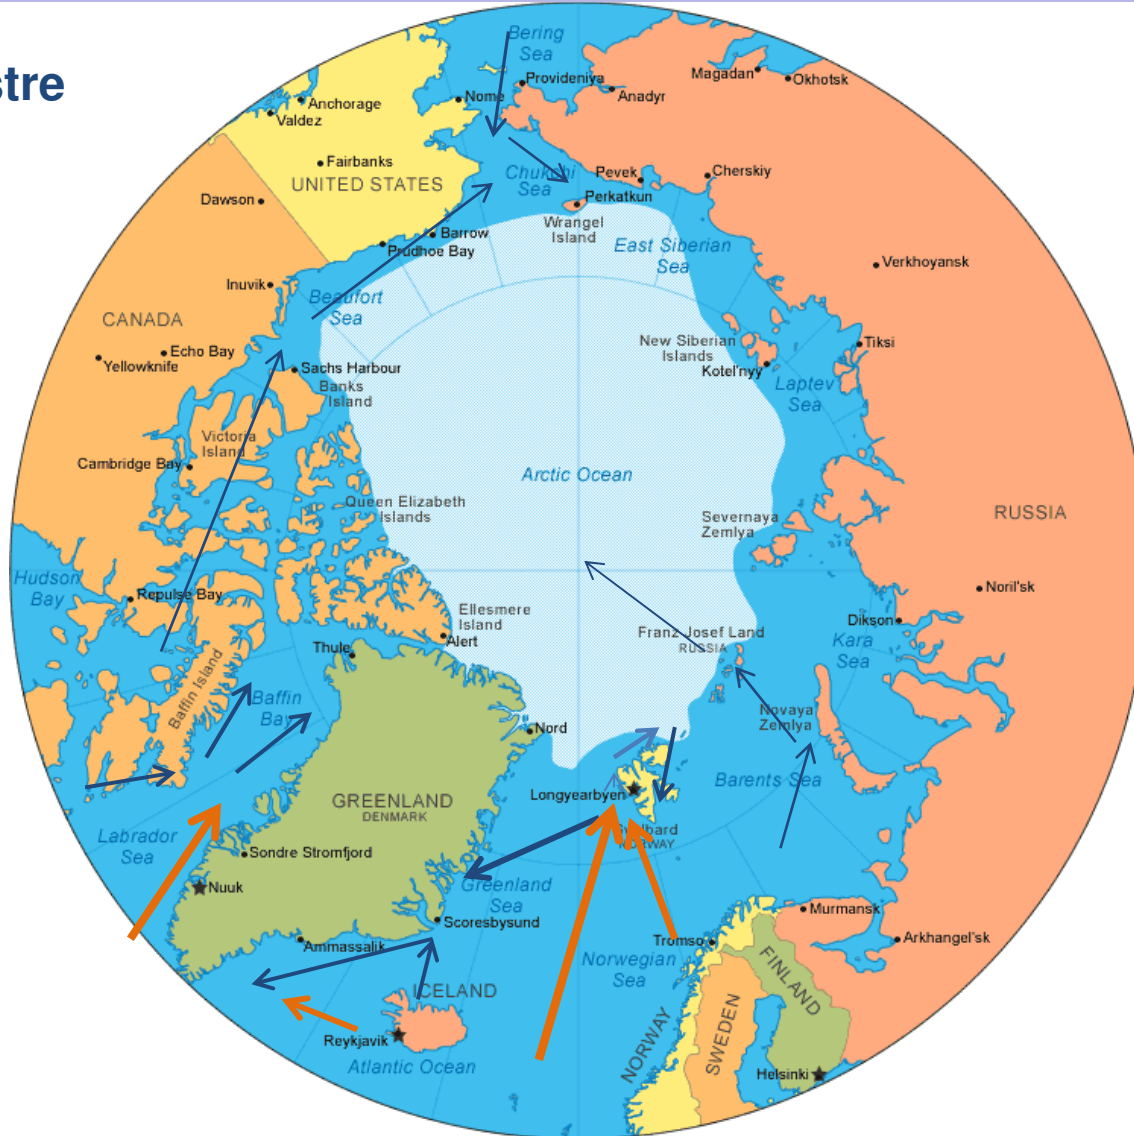 stre
Bering
Sea
Provideniya
Magadan
Okhotsk
Anadyr
Nome
Anchorage
Valdez
Fairbanks
UNITED STATES
Dawson
Chukchi
Sea
Pevek
Cherskiy
Perkatkun
Wrangel
Island
Barrow
Prudhoe Bay
East Siberian
Sea
Verkhoyansk
Inuvik
Beaufort
Sea
CANADA
Echo Bay
Yellowknife
Sachs Harbour
Banks
Island
New Siberian
Islands
Kotel'nyy
Tiksi
Laptev
Sea
Victoria
Island
Cambridge Bay
Arctic Ocean
Queen Elizabeth
Islands
Severnaya
Zemlya
RUSSIA
Hudson
Bay
Repulse Bay
Noril'sk
Ellesmere
Island
Alert
Franz Josef Land
RUSSIA
Dikson
Kara
Sea
Thule
Baffin Island
Baffin
Bay
Novaya
Zemlya
Nord
Barents Sea
Longyearbyen
GREENLAND
DENMARK
Svalbard
NORWAY
Labrador
Sea
Sondre Stromfjord
Nuuk
Greenland
Sea
Scoresbysund
Murmansk
Ammassalik
Tromso
Arkhangel'sk
Norwegian
Sea
FINLAND
ICELAND
Reykjavik
Atlantic Ocean
NORWAY
SWEDEN
Helsinki